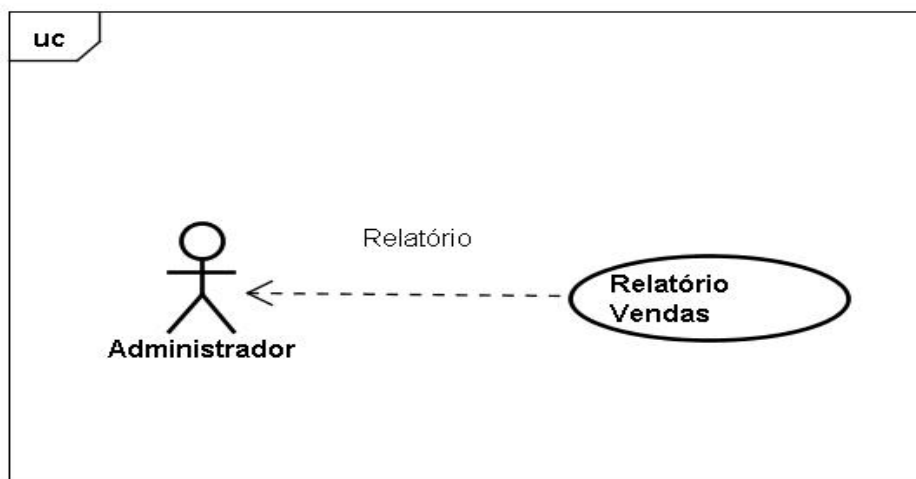 uc
Relatório
Relatório
Vendas
Administrador